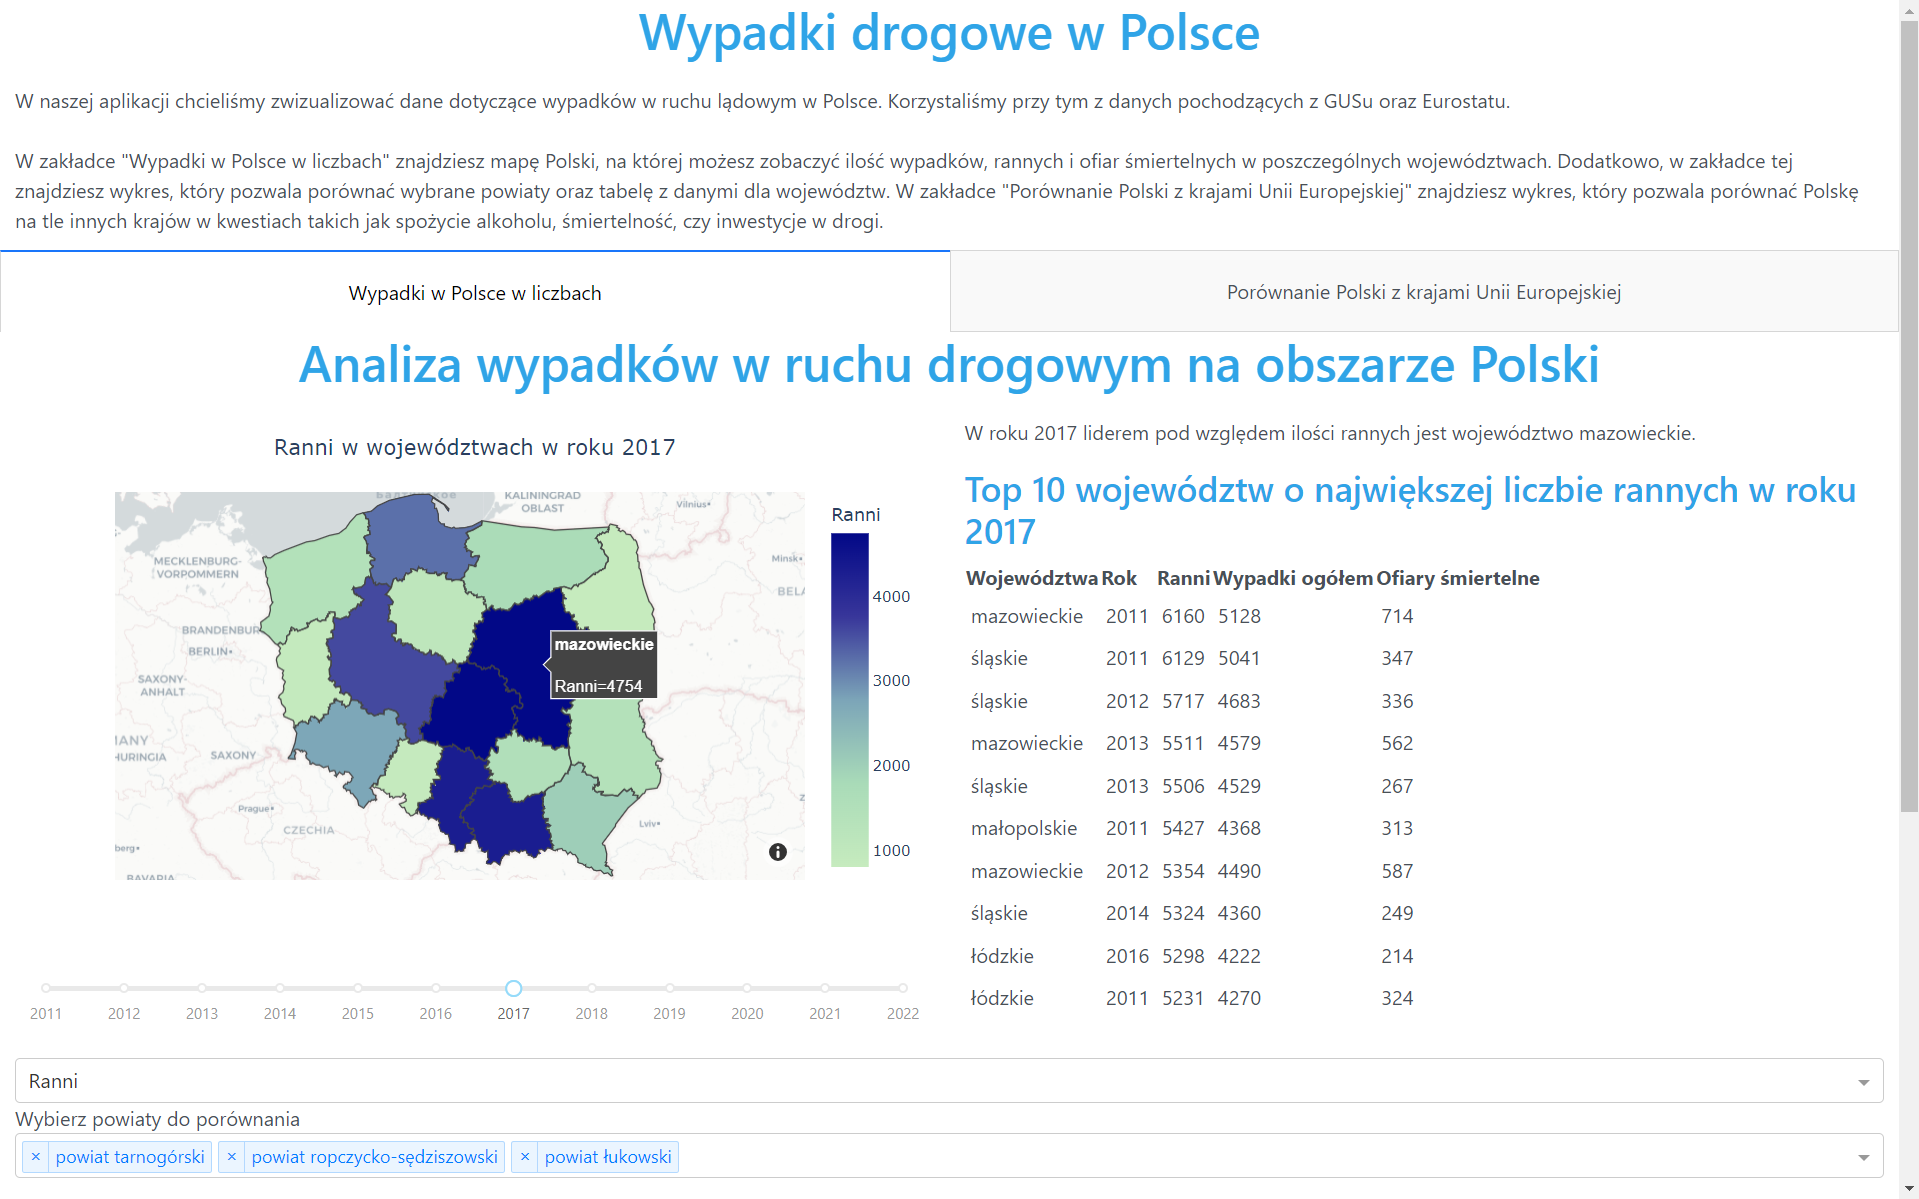 Wypadki drogowe w Polsce
W naszej aplikacji chcieliśmy zwizualizować dane dotyczące wypadków w ruchu lądowym w Polsce. Korzystaliśmy przy tym z danych pochodzących z GUSu oraz Eurostatu.
W zakładce "Wypadki w Polsce w liczbach" znajdziesz mapę Polski, na której możesz zobaczyć ilość wypadków, rannych i ofiar śmiertelnych w poszczególnych województwach. Dodatkowo, w zakładce tej
znajdziesz wykres, który pozwala porównać wybrane powiaty oraz tabelę z danymi dla województw. W zakładce "Porównanie Polski z krajami Unii Europejskiej" znajdziesz wykres, który pozwala porównać Polskę
na tle innych krajów w kwestiach takich jak spożycie alkoholu, śmiertelność, czy inwestycje w drogi.
Wypadki w Polsce w liczbach
Porównanie Polski z krajami Unii Europejskiej
Analiza wypadków w ruchu drogowym na obszarze Polski
Ranni w województwach w roku 2017
KALININGRAD
OBLAST
Vilnius
Minsk
MECKLENBURG-
VORPOMMERN
BELA
BRANDENBUR
BERLIN
SAXONY-
ANHALT
MANY
HURINGIA
SAXONY
Prague
CZECHIA
Lviv
berg
BAVARIA
mazowieckie
Ranni=4754
Ranni
4000
3000
2000
1000
2011 2012 2013 2014 2015 2016 2017 2018 2019 2020 2021 2022
W roku 2017 liderem pod względem ilości rannych jest województwo mazowieckie.
Top 10 województw o największej liczbie rannych w roku
2017
Województwa Rok Ranni Wypadki ogółem Ofiary śmiertelne
mazowieckie 2011 6160 5128 714
śląskie 2011 6129 5041 347
śląskie 2012 5717 4683 336
mazowieckie 2013 5511 4579 562
śląskie 2013 5506 4529 267
małopolskie 2011 5427 4368 313
mazowieckie 2012 5354 4490 587
śląskie 2014 5324 4360 249
łódzkie 2016 5298 4222 214
łódzkie 2011 5231 4270 324
Ranni
Wybierz powiaty do porównania
× powiat tarnogórski × powiat ropczycko-sędziszowski × powiat łukowski